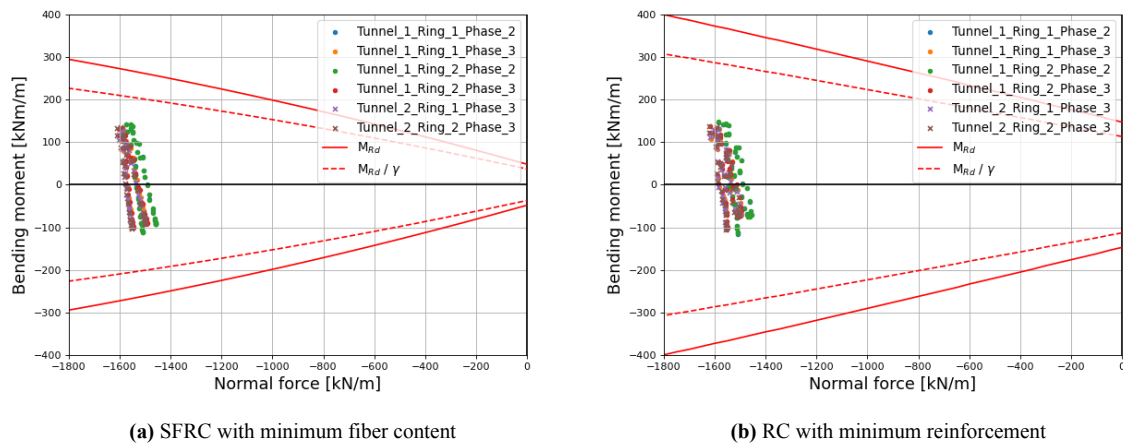 Tunnel_1_Ring_1_Phase_2
Tunnel_1_Ring_1_Phase_3
Tunnel_1_Ring_2_Phase_2
Tunnel_1_Ring_2_Phase_3
Tunnel_2_Ring_1_Phase_3
Tunnel_2_Ring_2_Phase_3
M_Rd
M_Rd / γ
400
300
200
100
0
−100
−200
−300
−400
Bending moment [kNm/m]
−1800 −1600 −1400 −1200 −1000 −800 −600 −400 −200 0
Normal force [kN/m]
(a) SFRC with minimum fiber content
Tunnel_1_Ring_1_Phase_2
Tunnel_1_Ring_1_Phase_3
Tunnel_1_Ring_2_Phase_2
Tunnel_1_Ring_2_Phase_3
Tunnel_2_Ring_1_Phase_3
Tunnel_2_Ring_2_Phase_3
M_Rd
M_Rd / γ
400
300
200
100
0
−100
−200
−300
−400
Bending moment [kNm/m]
−1800 −1600 −1400 −1200 −1000 −800 −600 −400 −200 0
Normal force [kN/m]
(b) RC with minimum reinforcement